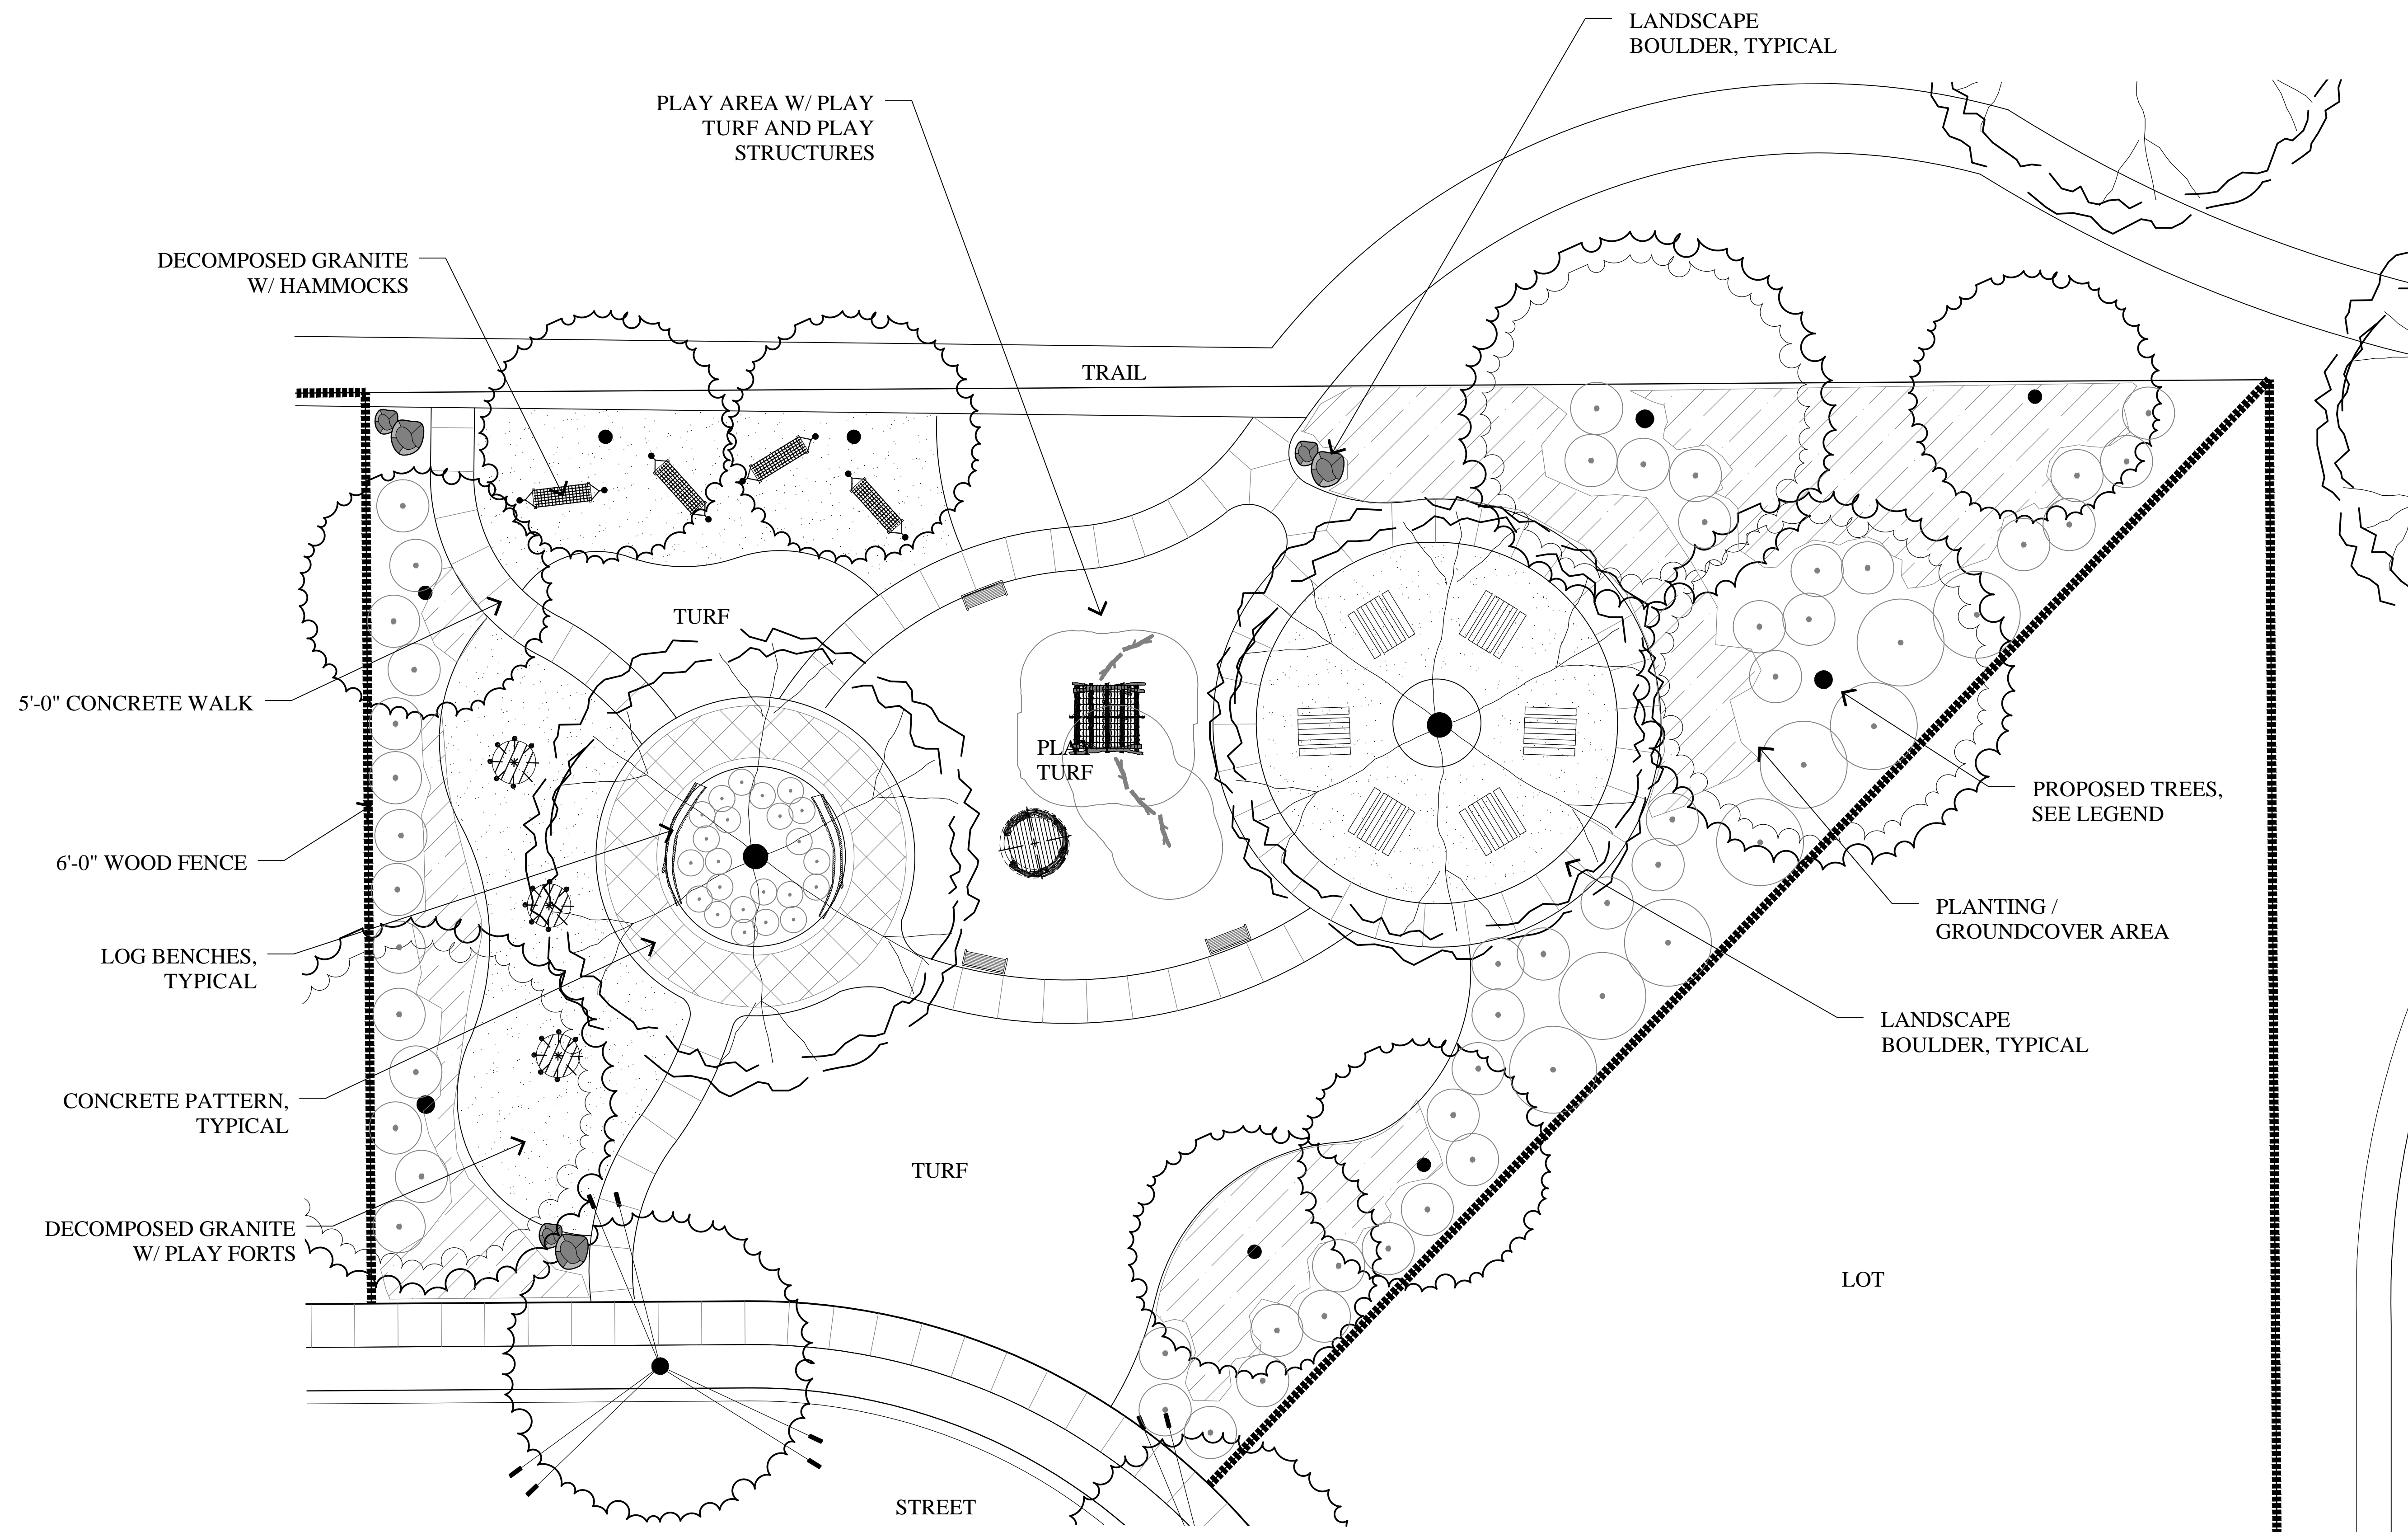 LANDSCAPE
BOULDER, TYPICAL
PLAY AREA W/ PLAY
TURF AND PLAY
STRUCTURES
DECOMPOSED GRANITE
W/ HAMMOCKS
TRAIL
TURF
5'-0" CONCRETE WALK
PLAY
TURF
PROPOSED TREES,
SEE LEGEND
6'-0" WOOD FENCE
PLANTING /
GROUNDCOVER AREA
LOG BENCHES,
TYPICAL
LANDSCAPE
BOULDER, TYPICAL
CONCRETE PATTERN,
TYPICAL
TURF
DECOMPOSED GRANITE
W/ PLAY FORTS
LOT
STREET